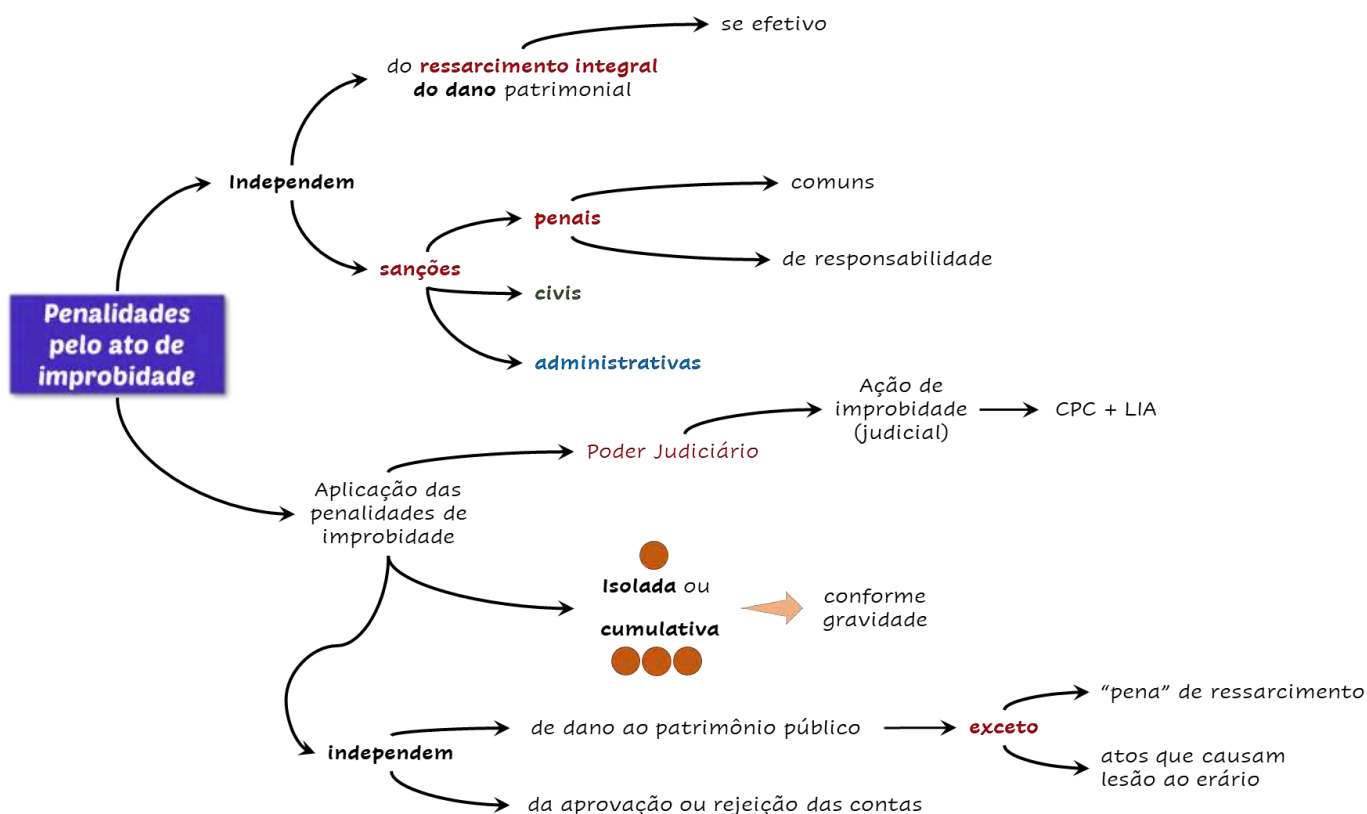 se efetivo
do ressarcimento integral
do dano patrimonial
Independem
comuns
penais
de responsabilidade
sanções
civis
administrativas
Penalidades
pelo ato de
improbidade
Ação de
improbidade
(judicial)
CPC + LIA
Poder Judiciário
Aplicação das
penalidades de
improbidade
Isolada ou
cumulativa
conforme
gravidade
"pena" de ressarcimento
de dano ao patrimônio público
exceto
independem
atos que causam
lesão ao erário
da aprovação ou rejeição das contas